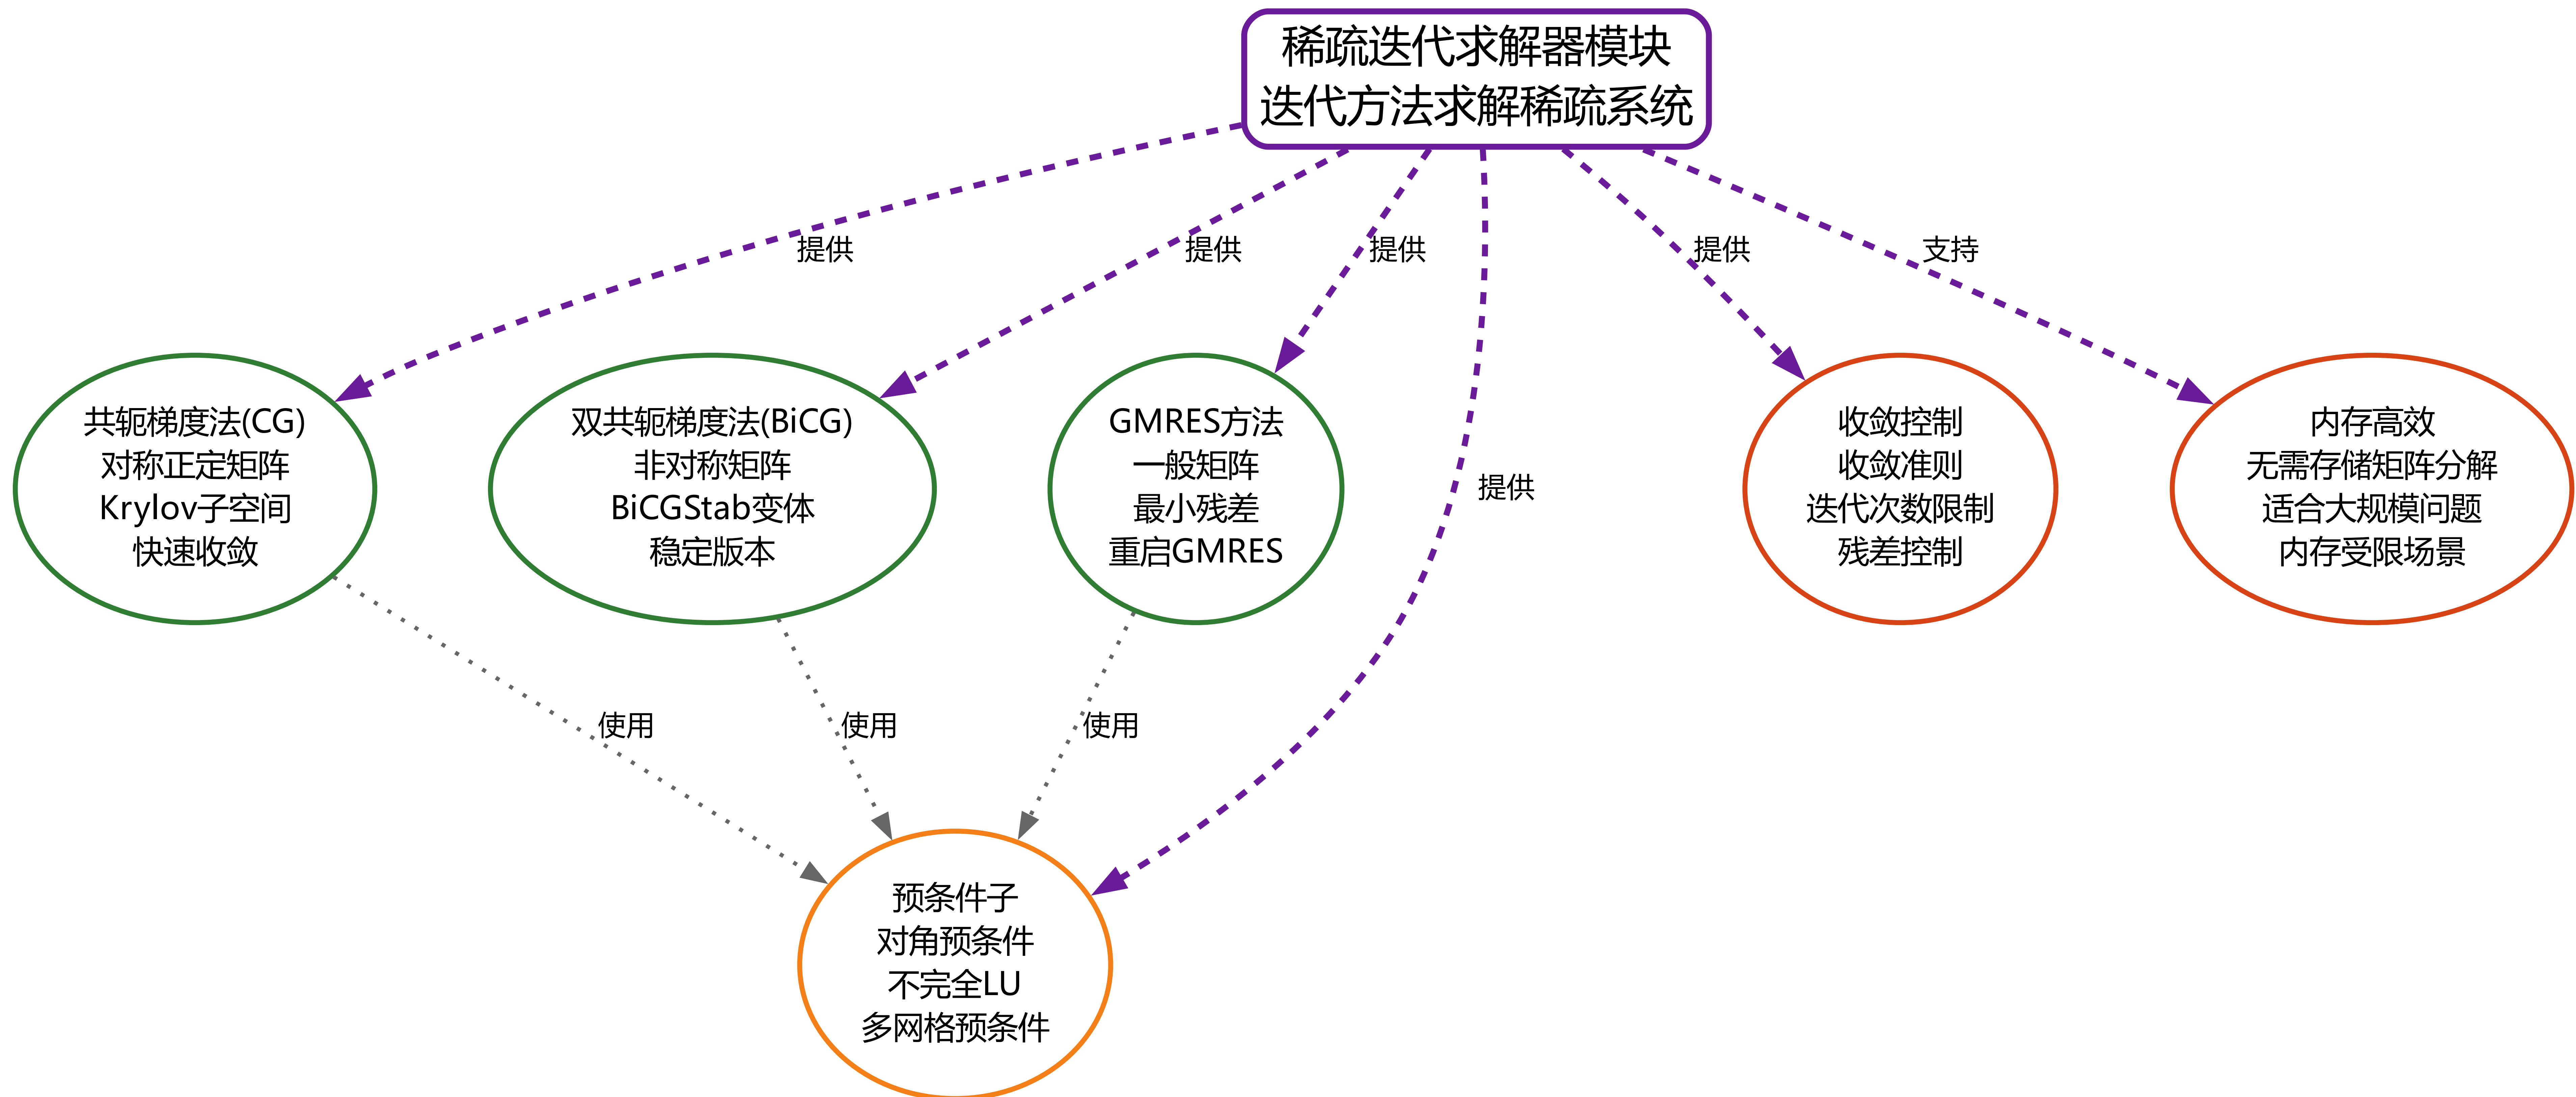 稀疏迭代求解器模块
迭代方法求解稀疏系统
提供
提供
提供
提供
支持
共轭梯度法(CG)
对称正定矩阵
Krylov子空间
快速收敛
双共轭梯度法(BiCG)
非对称矩阵
BiCGStab变体
稳定版本
GMRES方法
一般矩阵
最小残差
重启GMRES
提供
收敛控制
收敛准则
迭代次数限制
残差控制
内存高效
无需存储矩阵分解
适合大规模问题
内存受限场景
使用
使用
使用
预条件子
对角预条件
不完全LU
多网格预条件